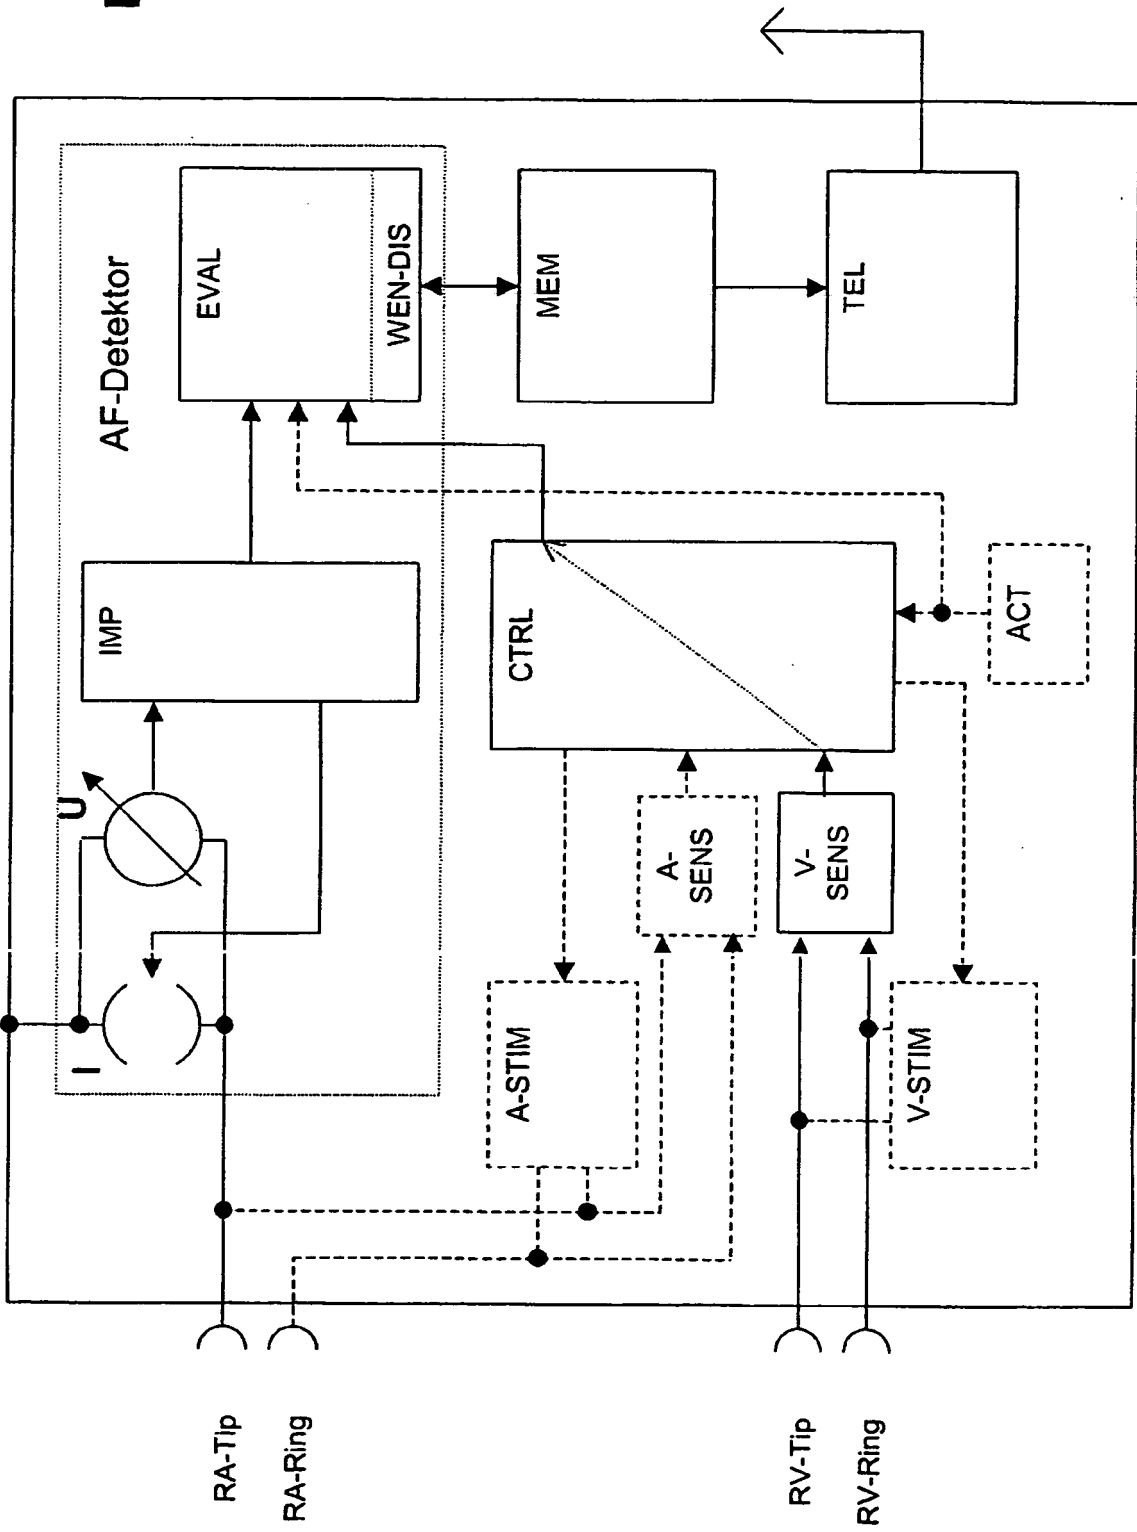 AF-Detektor
EVAL
WEN-DIS
IMP
U
I
MEM
TEL
CTRL
ACT
A-STIM
A-
SENS
V-
SENS
V-STIM
RA-Tip
RA-Ring
RV-Tip
RV-Ring